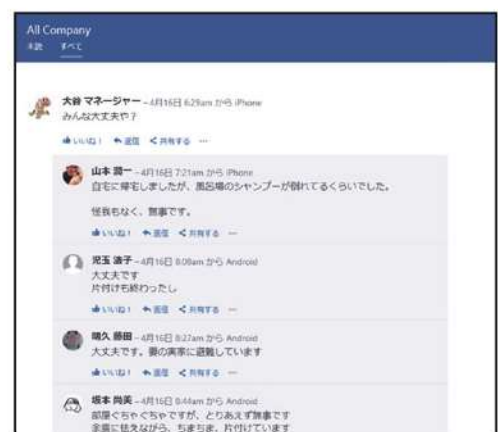 All Company
未読 すべて
大谷 マネージャー – 4月16日 6:29am から iPhone
みんな大丈夫や？
いいね！ 返信 共有する ...
山本 潤一 – 4月16日 7:21am から iPhone
自宅に帰宅しましたが、風呂場のシャンプーが倒れてるくらいでした。
怪我もなく、無事です。
いいね！ 返信 共有する ...
児玉 波子 – 4月16日 8:08am から Android
大丈夫です
片付けも終わったし
いいね！ 返信 共有する ...
晴久 藤田 – 4月16日 8:27am から Android
大丈夫です。妻の実家に避難しています
いいね！ 返信 共有する ...
坂本 尚美 – 4月16日 8:44am から Android
部屋ぐちゃぐちゃですが、とりあえず無事です
余震に怯えながら、ちまちま、片付けています